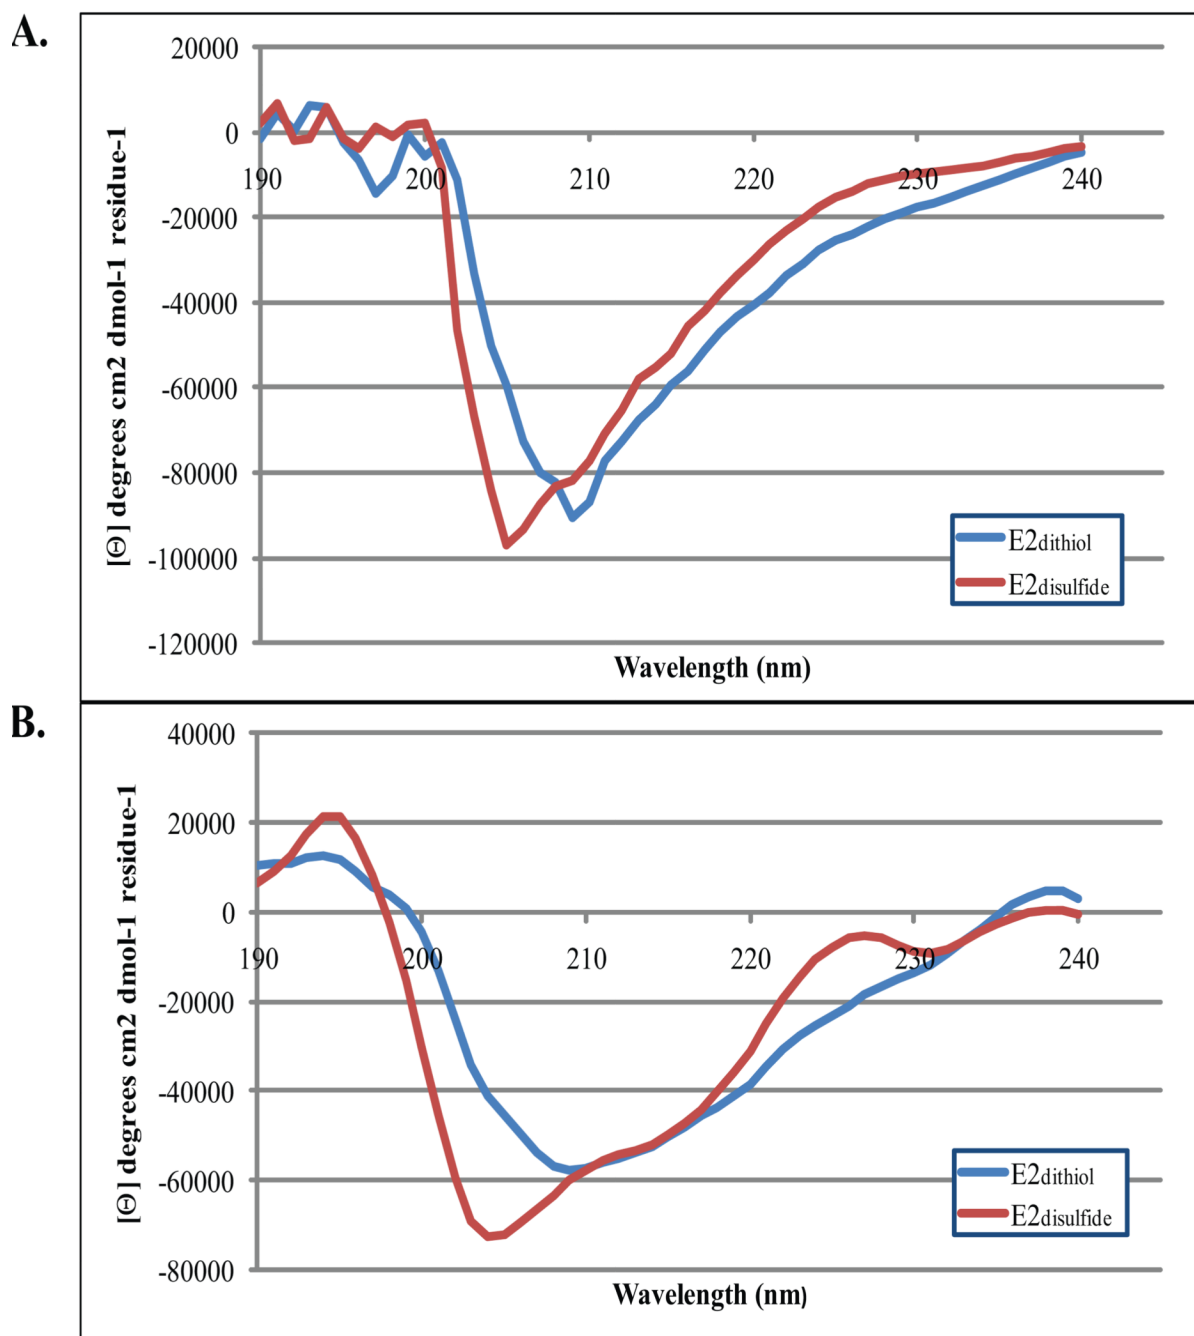 A.
20000
0
-20000
-40000
-60000
-80000
-100000
-120000
190 200 210 220 230 240
[Θ] degrees cm2 dmol-1 residue-1
Wavelength (nm)
E2dithiol
E2disulfide
B.
40000
20000
0
-20000
-40000
-60000
-80000
190 200 210 220 230 240
[Θ] degrees cm2 dmol-1 residue-1
Wavelength (nm)
E2dithiol
E2disulfide